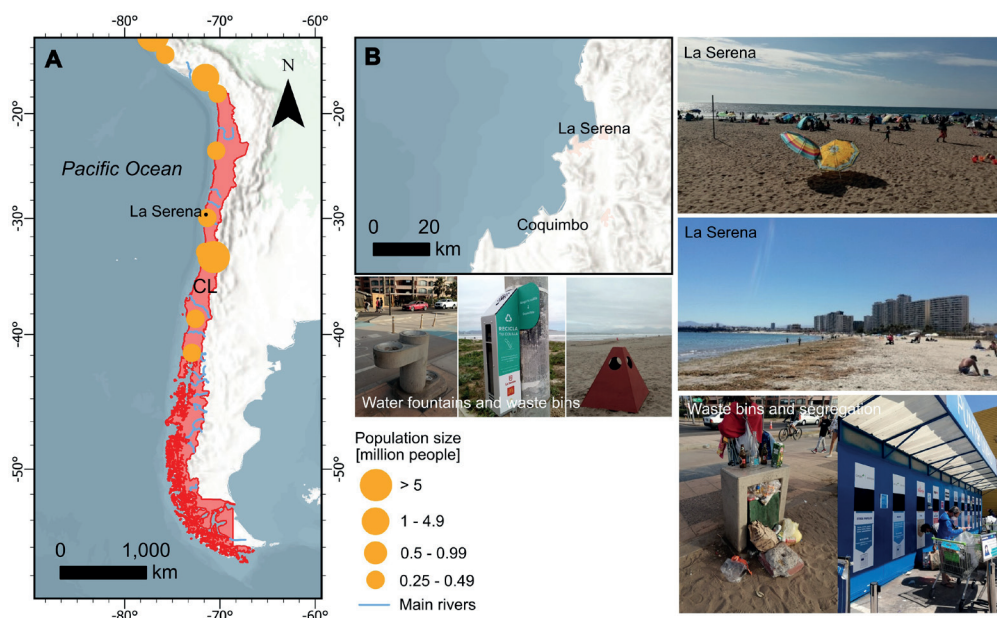 -80° -70° -60°
A
N
-20°
-20°
Pacific Ocean
La Serena
-30°
-30°
CL
-40°
-40°
-50°
-50°
0 1,000
km
-80° -70° -60°
B
La Serena
0 20
km
Coquimbo
RECICLA
Water fountains and waste bins
Population size
[million people]
> 5
1 - 4.9
0.5 - 0.99
0.25 - 0.49
Main rivers
La Serena
La Serena
Waste bins and segregation